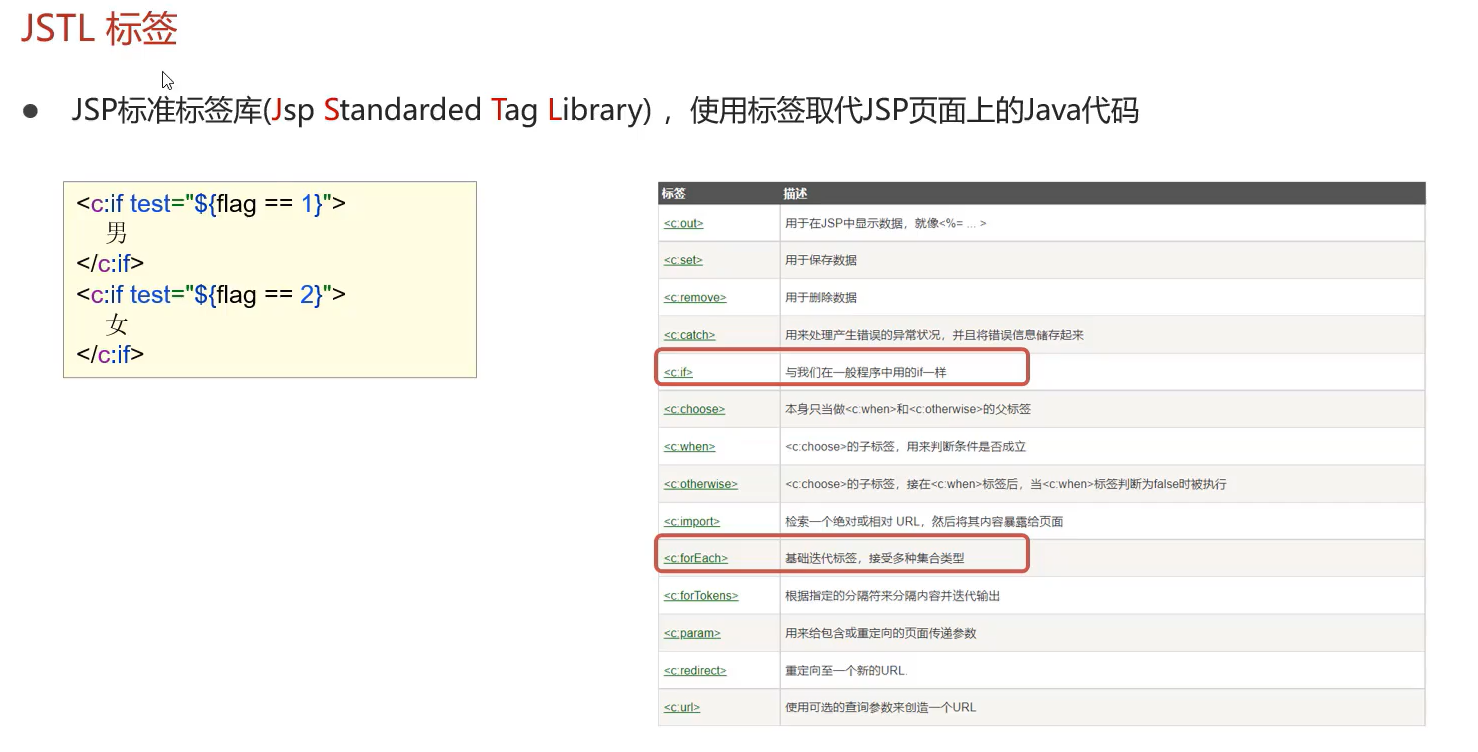 JSTL 标签
● JSP标准标签库(Jsp Standarded Tag Library) ，使用标签取代JSP页面上的Java代码
<c:if test="${flag == 1}">
男
</c:if>
<c:if test="${flag == 2}">
女
</c:if>
标签 描述
<c:out> 用于在JSP中显示数据，就像<%= ... >
<c:set> 用于保存数据
<c:remove> 用于删除数据
<c:catch> 用来处理产生错误的异常状况，并且将错误信息储存起来
<c:if> 与我们在一般程序中用的if一样
<c:choose> 本身只当做<c:when>和<c:otherwise>的父标签
<c:when> <c:choose>的子标签，用来判断条件是否成立
<c:otherwise> <c:choose>的子标签，接在<c:when>标签后，当<c:when>标签判断为false时被执行
<c:import> 检索一个绝对或相对 URL，然后将其内容暴露给页面
<c:forEach> 基础迭代标签，接受多种集合类型
<c:forTokens> 根据指定的分隔符来分隔内容并迭代输出
<c:param> 用来给包含或重定向的页面传递参数
<c:redirect> 重定向至一个新的URL.
<c:url> 使用可选的查询参数来创造一个URL